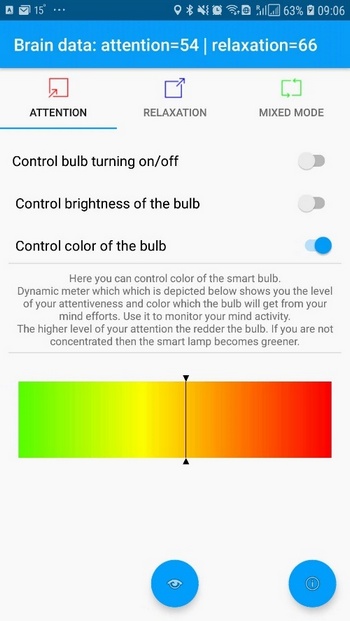 15° ... 63% 09:06
Brain data: attention=54 | relaxation=66
ATTENTION RELAXATION MIXED MODE
Control bulb turning on/off
Control brightness of the bulb
Control color of the bulb
Here you can control color of the smart bulb.
Dynamic meter which which is depicted below shows you the level
of your attentiveness and color which the bulb will get from your
mind efforts. Use it to monitor your mind activity.
The higher level of your attention the redder the bulb. If you are not
concentrated then the smart lamp becomes greener.